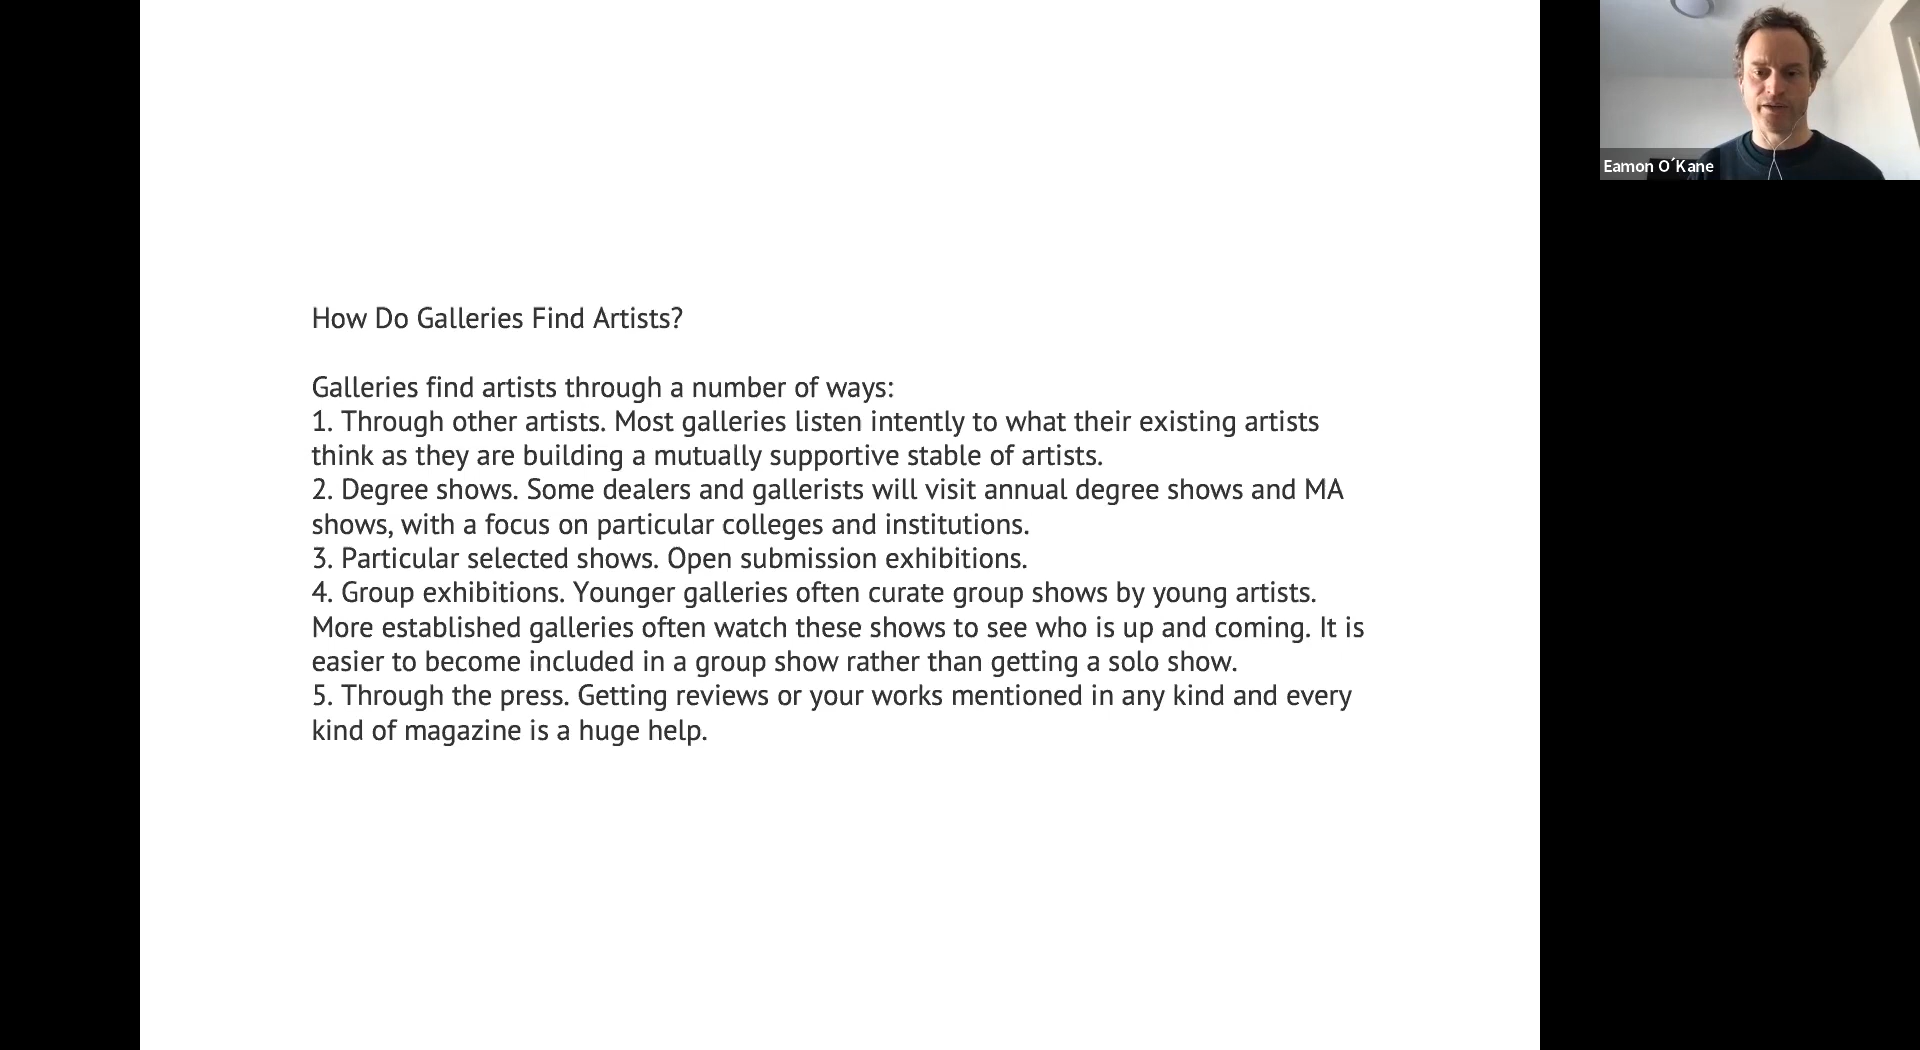 How Do Galleries Find Artists?
Galleries find artists through a number of ways:
1. Through other artists. Most galleries listen intently to what their existing artists
think as they are building a mutually supportive stable of artists.
2. Degree shows. Some dealers and gallerists will visit annual degree shows and MA
shows, with a focus on particular colleges and institutions.
3. Particular selected shows. Open submission exhibitions.
4. Group exhibitions. Younger galleries often curate group shows by young artists.
More established galleries often watch these shows to see who is up and coming. It is
easier to become included in a group show rather than getting a solo show.
5. Through the press. Getting reviews or your works mentioned in any kind and every
kind of magazine is a huge help.
Eamon O´Kane